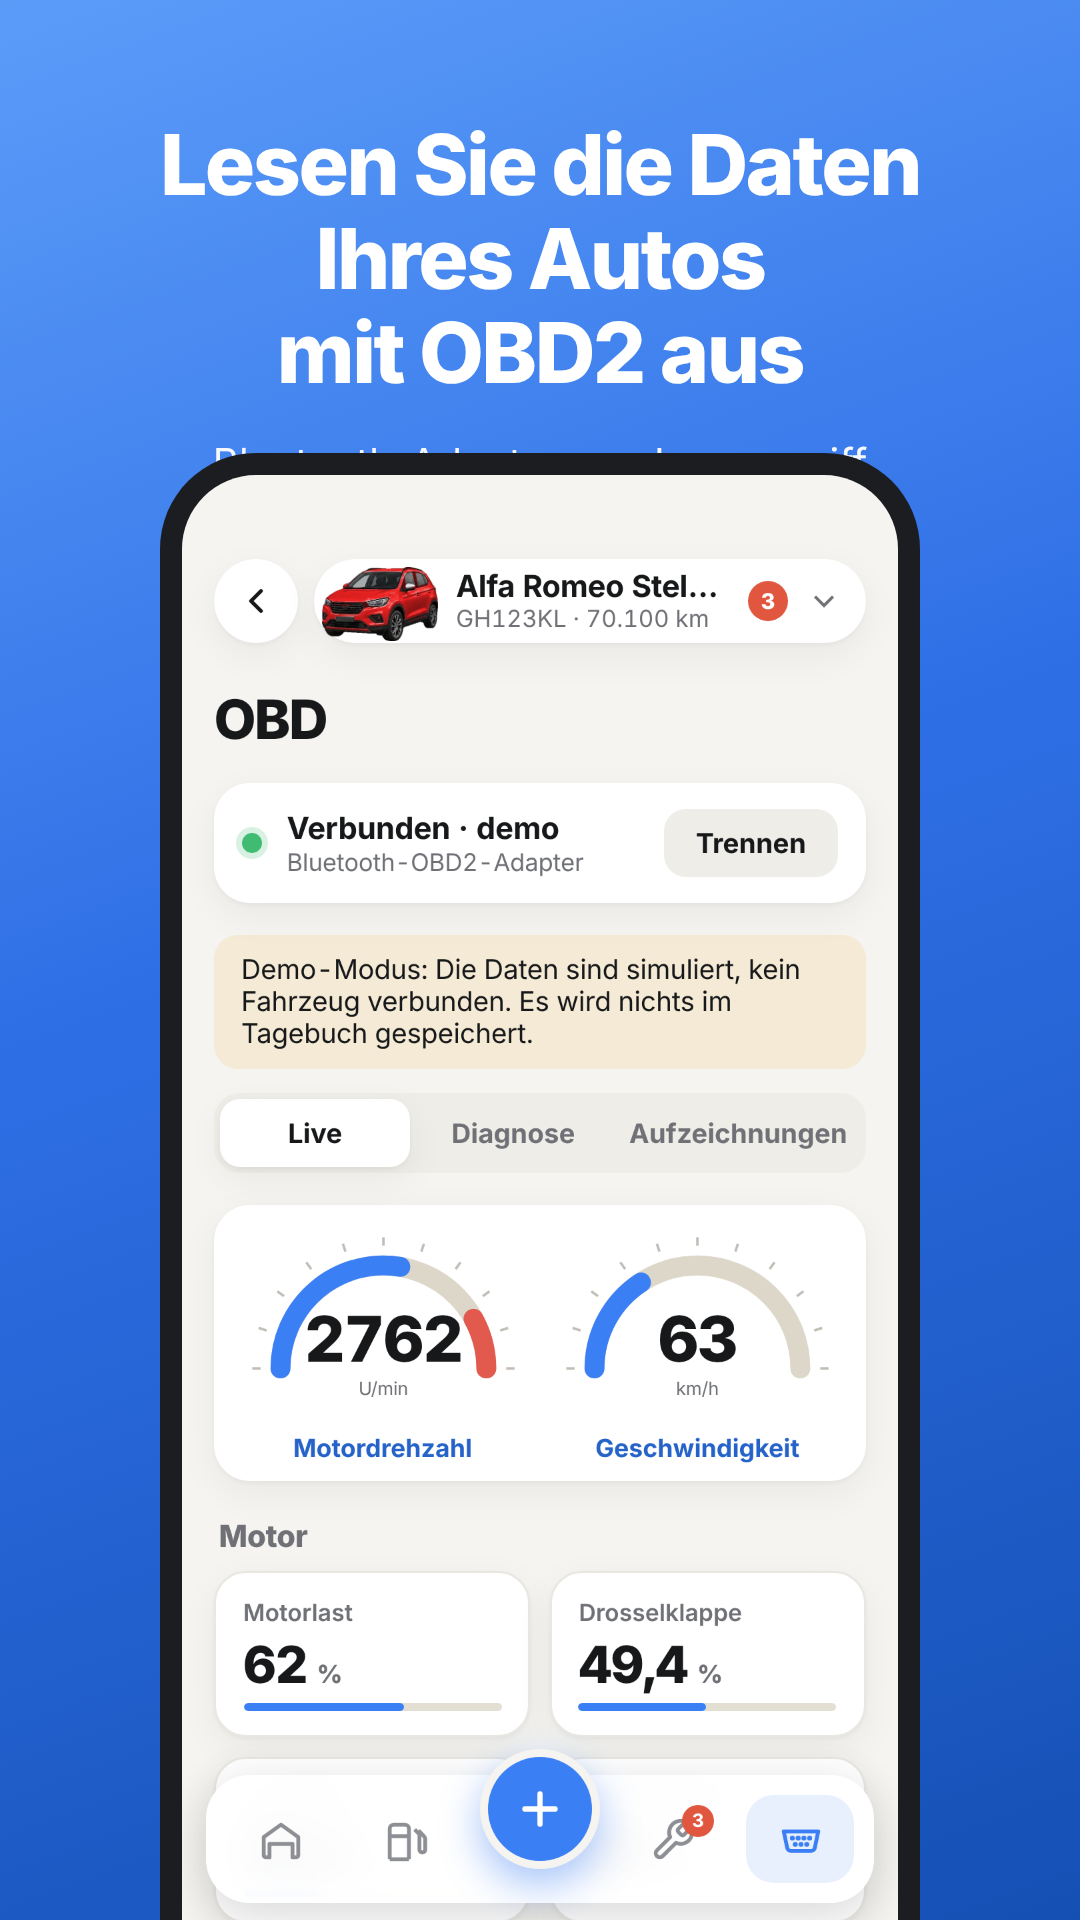 Lesen Sie die Daten
Ihres Autos
mit OBD2 aus
Alfa Romeo Stel...
3
GH123KL · 70.100 km
OBD
Verbunden · demo
Bluetooth-OBD2-Adapter
Trennen
Demo-Modus: Die Daten sind simuliert, kein
Fahrzeug verbunden. Es wird nichts im
Tagebuch gespeichert.
Live
Diagnose
Aufzeichnungen
2762
U/min
Motordrehzahl
63
km/h
Geschwindigkeit
Motor
Motorlast
62 %
Drosselklappe
49,4 %
3